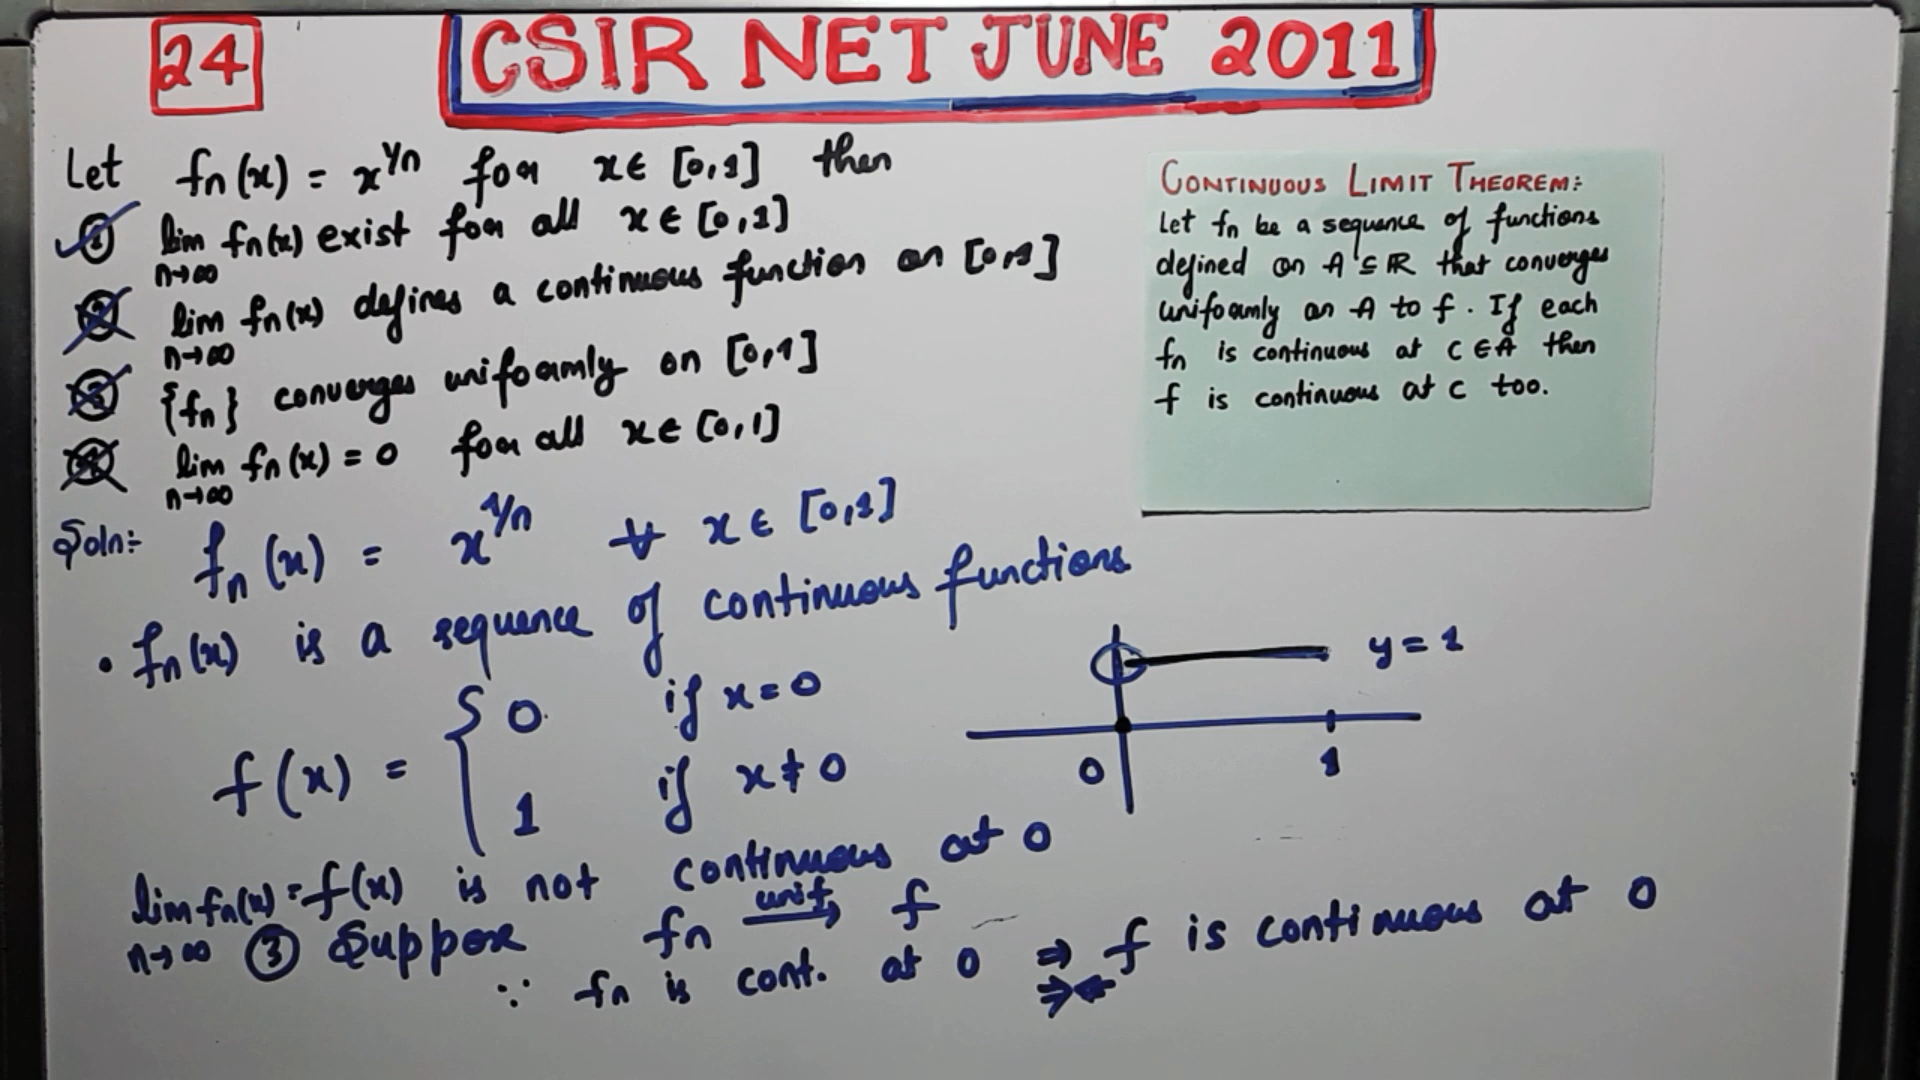 24
CSIR NET JUNE 2011
Let fn(x) = x^1/n for x ∈ [0,1] then
① lim n→∞ fn(x) exist for all x ∈ [0,1]
② lim n→∞ fn(x) defines a continuous function on [0,1]
③ {fn} converges uniformly on [0,1]
④ lim n→∞ fn(x) = 0 for all x ∈ [0,1]
CONTINUOUS LIMIT THEOREM:
Let fn be a sequence of functions
defined on A ⊆ R that converges
uniformly on A to f. If each
fn is continuous at c ∈ A then
f is continuous at c too.
Soln:- fn(x) = x^1/n ∀ x ∈ [0,1]
• fn(x) is a sequence of continuous functions
f(x) = { 0 if x=0
1 if x≠0
y = 1
0 1
lim n→∞ fn(x) = f(x) is not continuous at 0
③ Suppose fn unif→ f
∵ fn is cont. at 0 ⇒ f is continuous at 0
⇒⇐